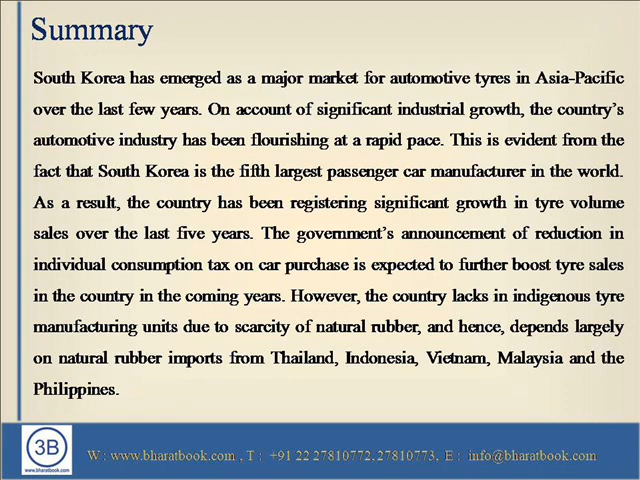 Summary
South Korea has emerged as a major market for automotive tyres in Asia-Pacific
over the last few years. On account of significant industrial growth, the country's
automotive industry has been flourishing at a rapid pace. This is evident from the
fact that South Korea is the fifth largest passenger car manufacturer in the world.
As a result, the country has been registering significant growth in tyre volume
sales over the last five years. The government's announcement of reduction in
individual consumption tax on car purchase is expected to further boost tyre sales
in the country in the coming years. However, the country lacks in indigenous tyre
manufacturing units due to scarcity of natural rubber, and hence, depends largely
on natural rubber imports from Thailand, Indonesia, Vietnam, Malaysia and the
Philippines.
3B
www.bharatbook.com
W : www.bharatbook.com , T : +91 22 27810772, 27810773, E : info@bharatbook.com